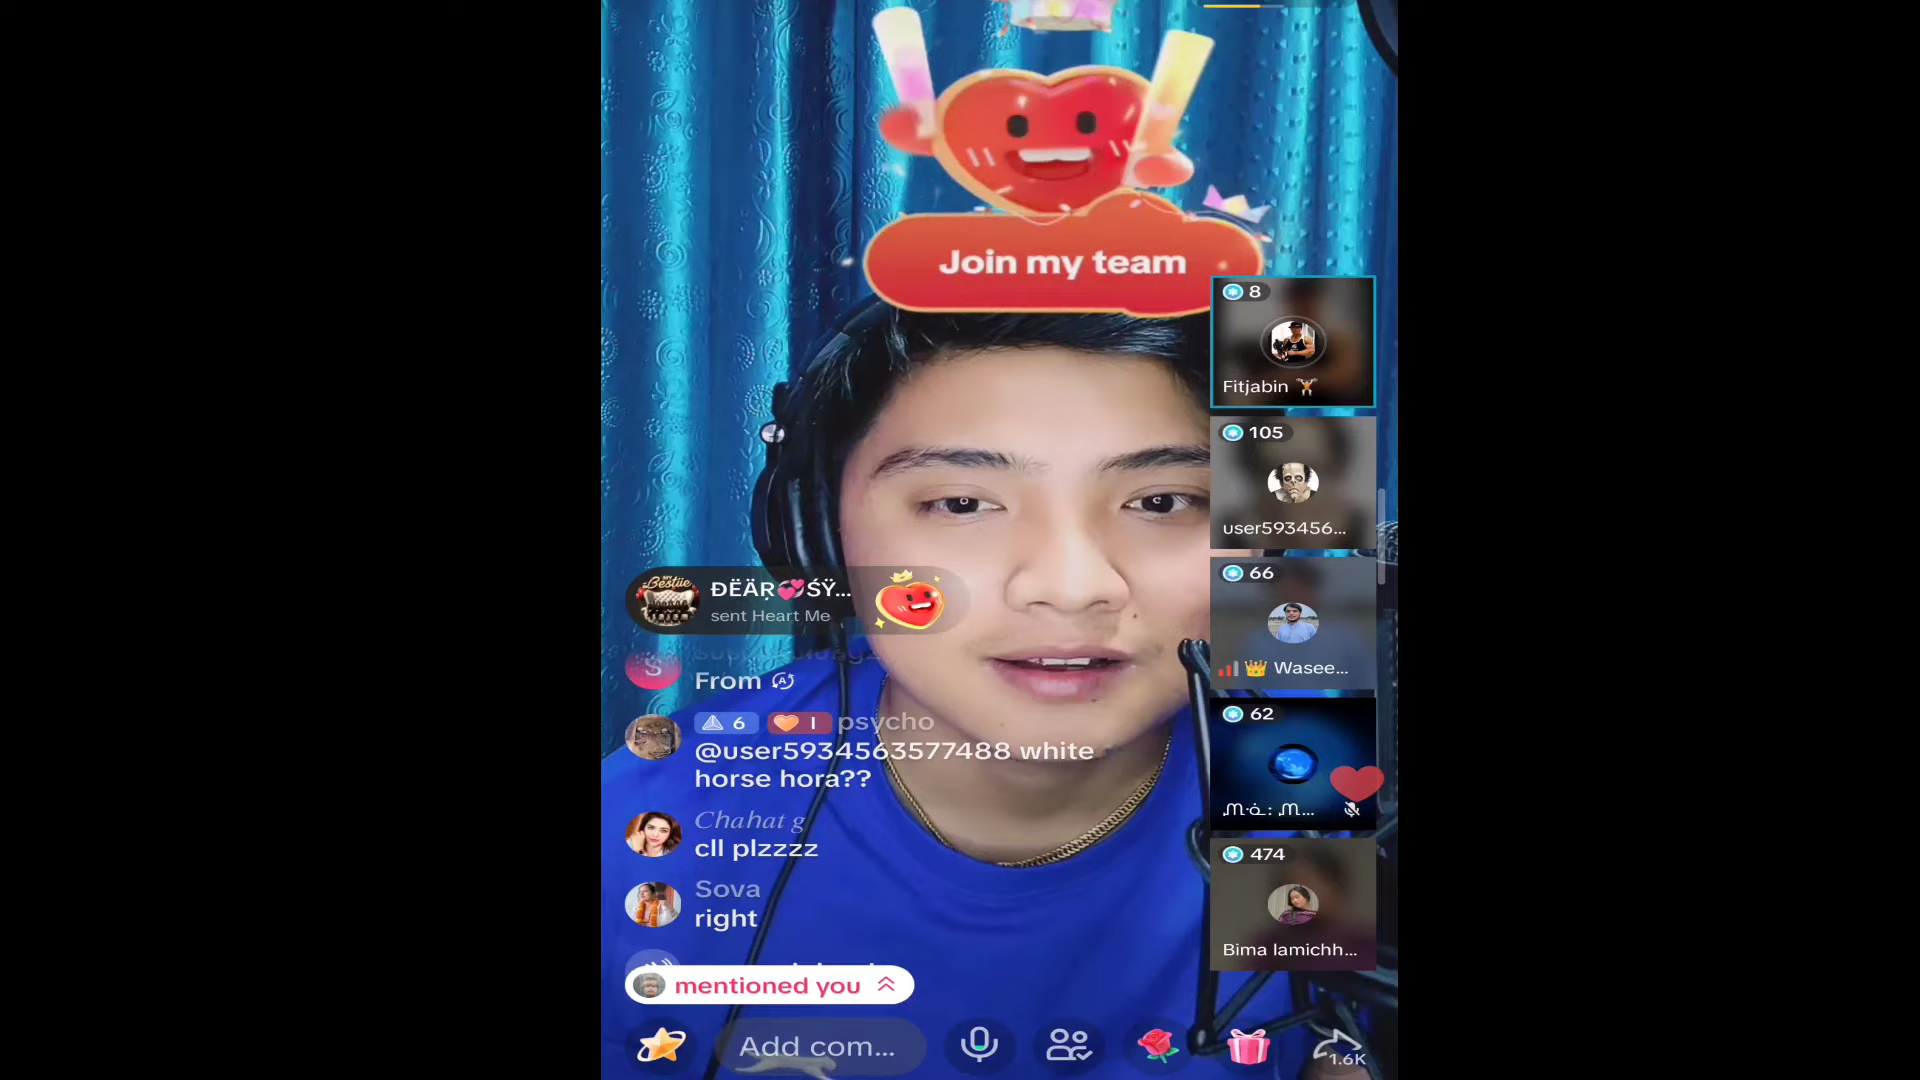 Join my team
8
Fitjabin
105
user593456...
66
Wasee...
62
474
Bima lamichh...
ĐËÄŖ💞ŚŸ...
sent Heart Me
S
From
6 I psycho
@user5934563577488 white
horse hora??
Chahat g
cll plzzzz
Sova
right
mentioned you
Add com...
1.6K